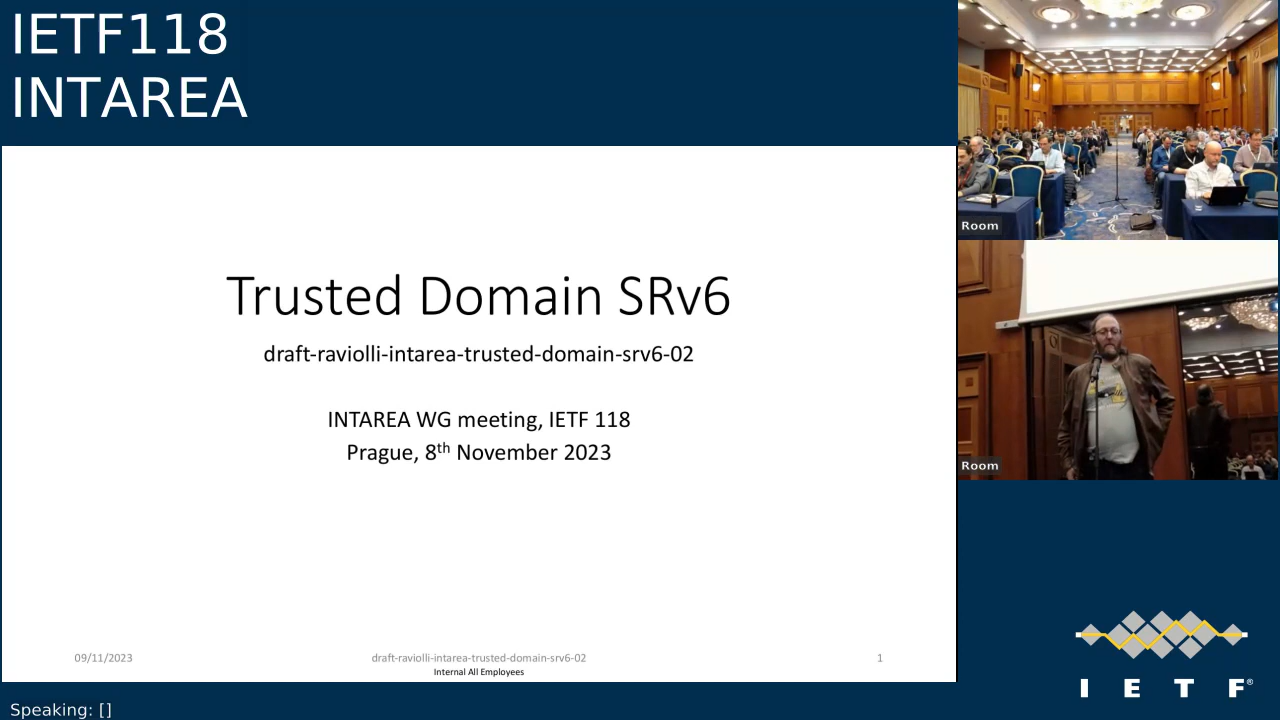 IETF118
INTAREA
Trusted Domain SRv6
draft-raviolli-intarea-trusted-domain-srv6-02
INTAREA WG meeting, IETF 118
Prague, 8th November 2023
09/11/2023
draft-raviolli-intarea-trusted-domain-srv6-02
1
Internal All Employees
Room
Room
I E T F®
Speaking: []